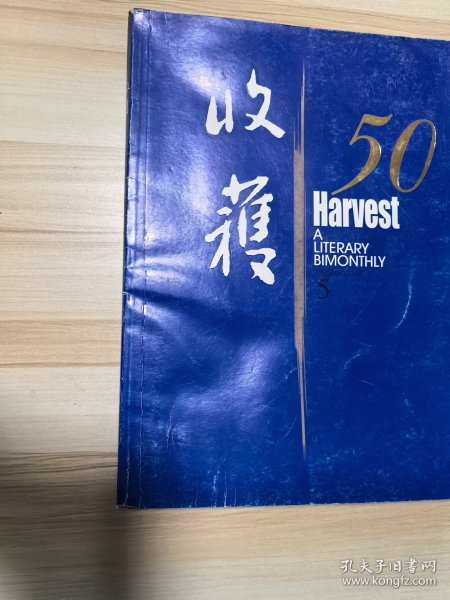 收
穫
50
Harvest
A
LITERARY
BIMONTHLY
5
孔夫子旧书网
www.kongfz.com